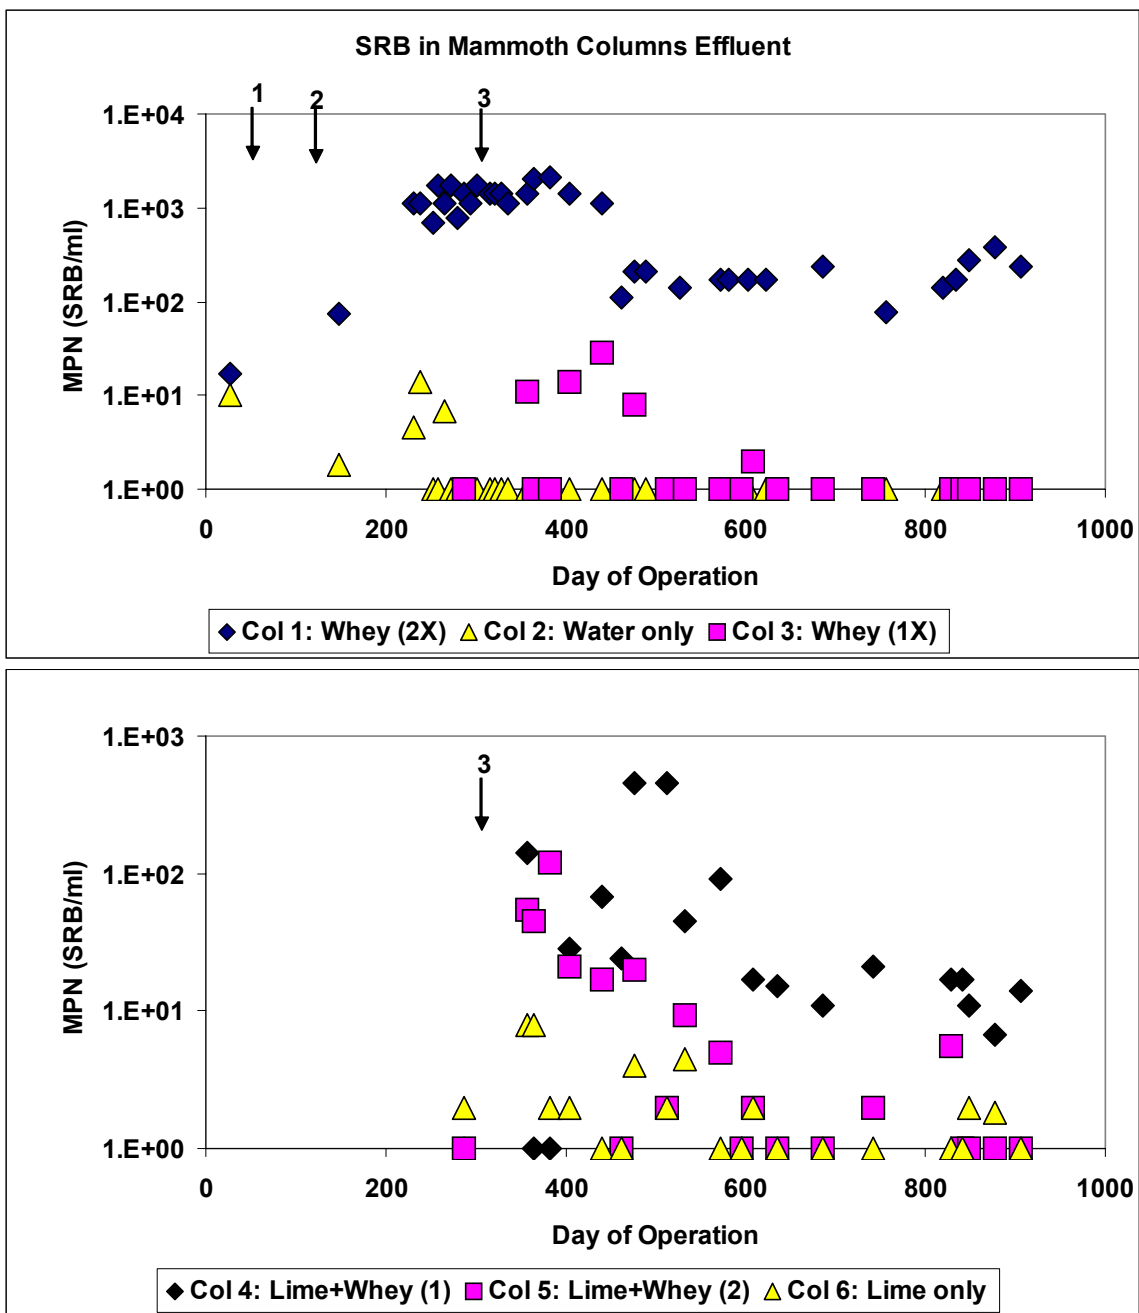 SRB in Mammoth Columns Effluent
1 2 3
1.E+04
1.E+03
1.E+02
1.E+01
1.E+00
MPN (SRB/ml)
0 200 400 600 800 1000
Day of Operation
Col 1: Whey (2X) Col 2: Water only Col 3: Whey (1X)
3
1.E+03
1.E+02
1.E+01
1.E+00
MPN (SRB/ml)
0 200 400 600 800 1000
Day of Operation
Col 4: Lime+Whey (1) Col 5: Lime+Whey (2) Col 6: Lime only